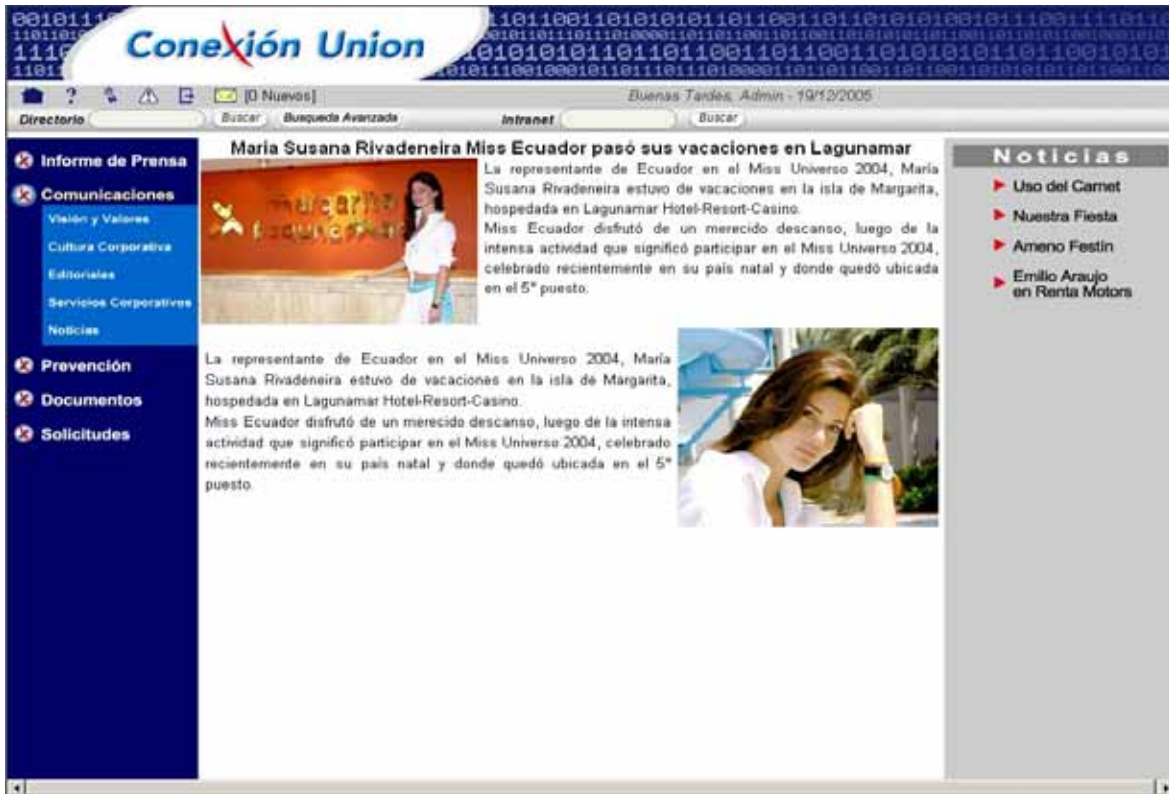 Conexión Union
[0 Nuevos]
Buenas Tardes, Admin - 19/12/2005
Directorio
Buscar
Busqueda Avanzada
Intranet
Buscar
Informe de Prensa
Comunicaciones
Visión y Valores
Cultura Corporativa
Editoriales
Servicios Corporativos
Noticias
Prevención
Documentos
Solicitudes
Maria Susana Rivadeneira Miss Ecuador pasó sus vacaciones en Lagunamar
margarita
La representante de Ecuador en el Miss Universo 2004, María
Susana Rivadeneira estuvo de vacaciones en la isla de Margarita,
hospedada en Lagunamar Hotel-Resort-Casino.
Miss Ecuador disfrutó de un merecido descanso, luego de la
intensa actividad que significó participar en el Miss Universo 2004,
celebrado recientemente en su país natal y donde quedó ubicada
en el 5° puesto.
La representante de Ecuador en el Miss Universo 2004, María
Susana Rivadeneira estuvo de vacaciones en la isla de Margarita,
hospedada en Lagunamar Hotel-Resort-Casino.
Miss Ecuador disfrutó de un merecido descanso, luego de la intensa
actividad que significó participar en el Miss Universo 2004, celebrado
recientemente en su país natal y donde quedó ubicada en el 5°
puesto.
Noticias
Uso del Carnet
Nuestra Fiesta
Ameno Festín
Emilio Araujo
en Renta Motors